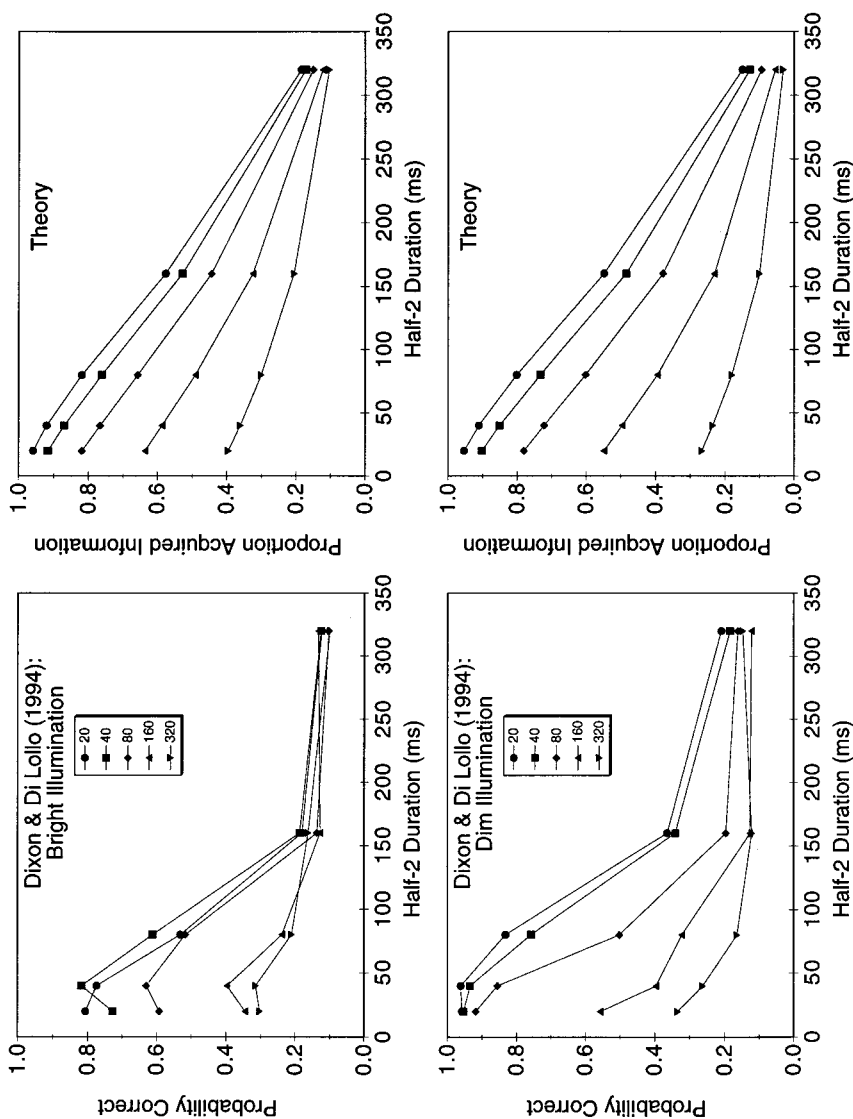 Dixon & Di Lollo (1994):
Bright Illumination
20
40
80
160
320
Probability Correct
1.0
0.8
0.6
0.4
0.2
0.0
0 50 100 150 200 250 300 350
Half-2 Duration (ms)
Theory
Proportion Acquired Information
1.0
0.8
0.6
0.4
0.2
0.0
0 50 100 150 200 250 300 350
Half-2 Duration (ms)
Dixon & Di Lollo (1994):
Dim Illumination
20
40
80
160
320
Probability Correct
1.0
0.8
0.6
0.4
0.2
0.0
0 50 100 150 200 250 300 350
Half-2 Duration (ms)
Theory
Proportion Acquired Information
1.0
0.8
0.6
0.4
0.2
0.0
0 50 100 150 200 250 300 350
Half-2 Duration (ms)